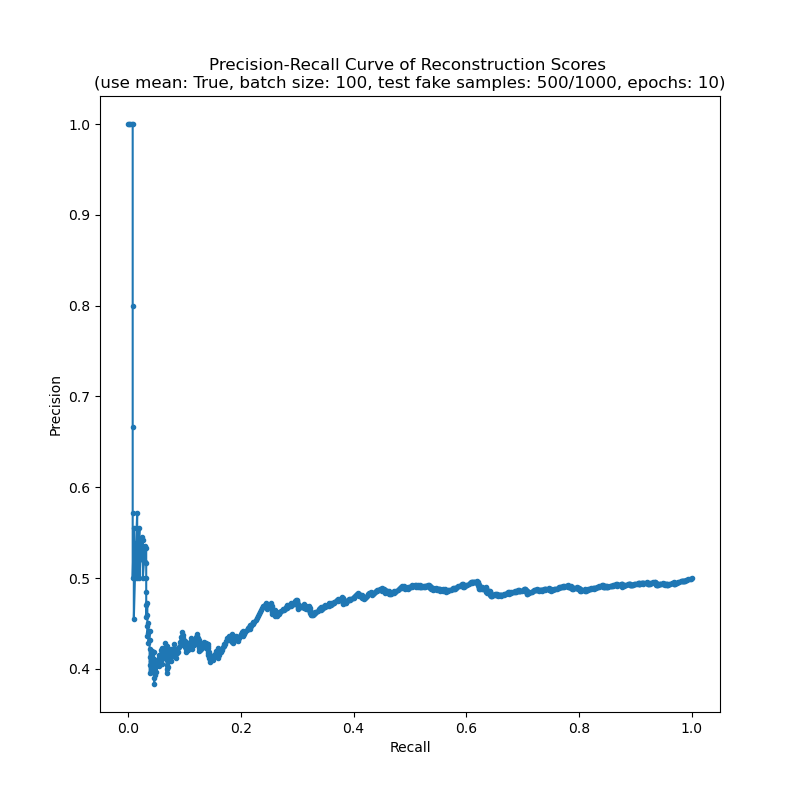 Precision-Recall Curve of Reconstruction Scores
(use mean: True, batch size: 100, test fake samples: 500/1000, epochs: 10)
1.0
0.9
0.8
0.7
0.6
0.5
0.4
Precision
0.0 0.2 0.4 0.6 0.8 1.0
Recall